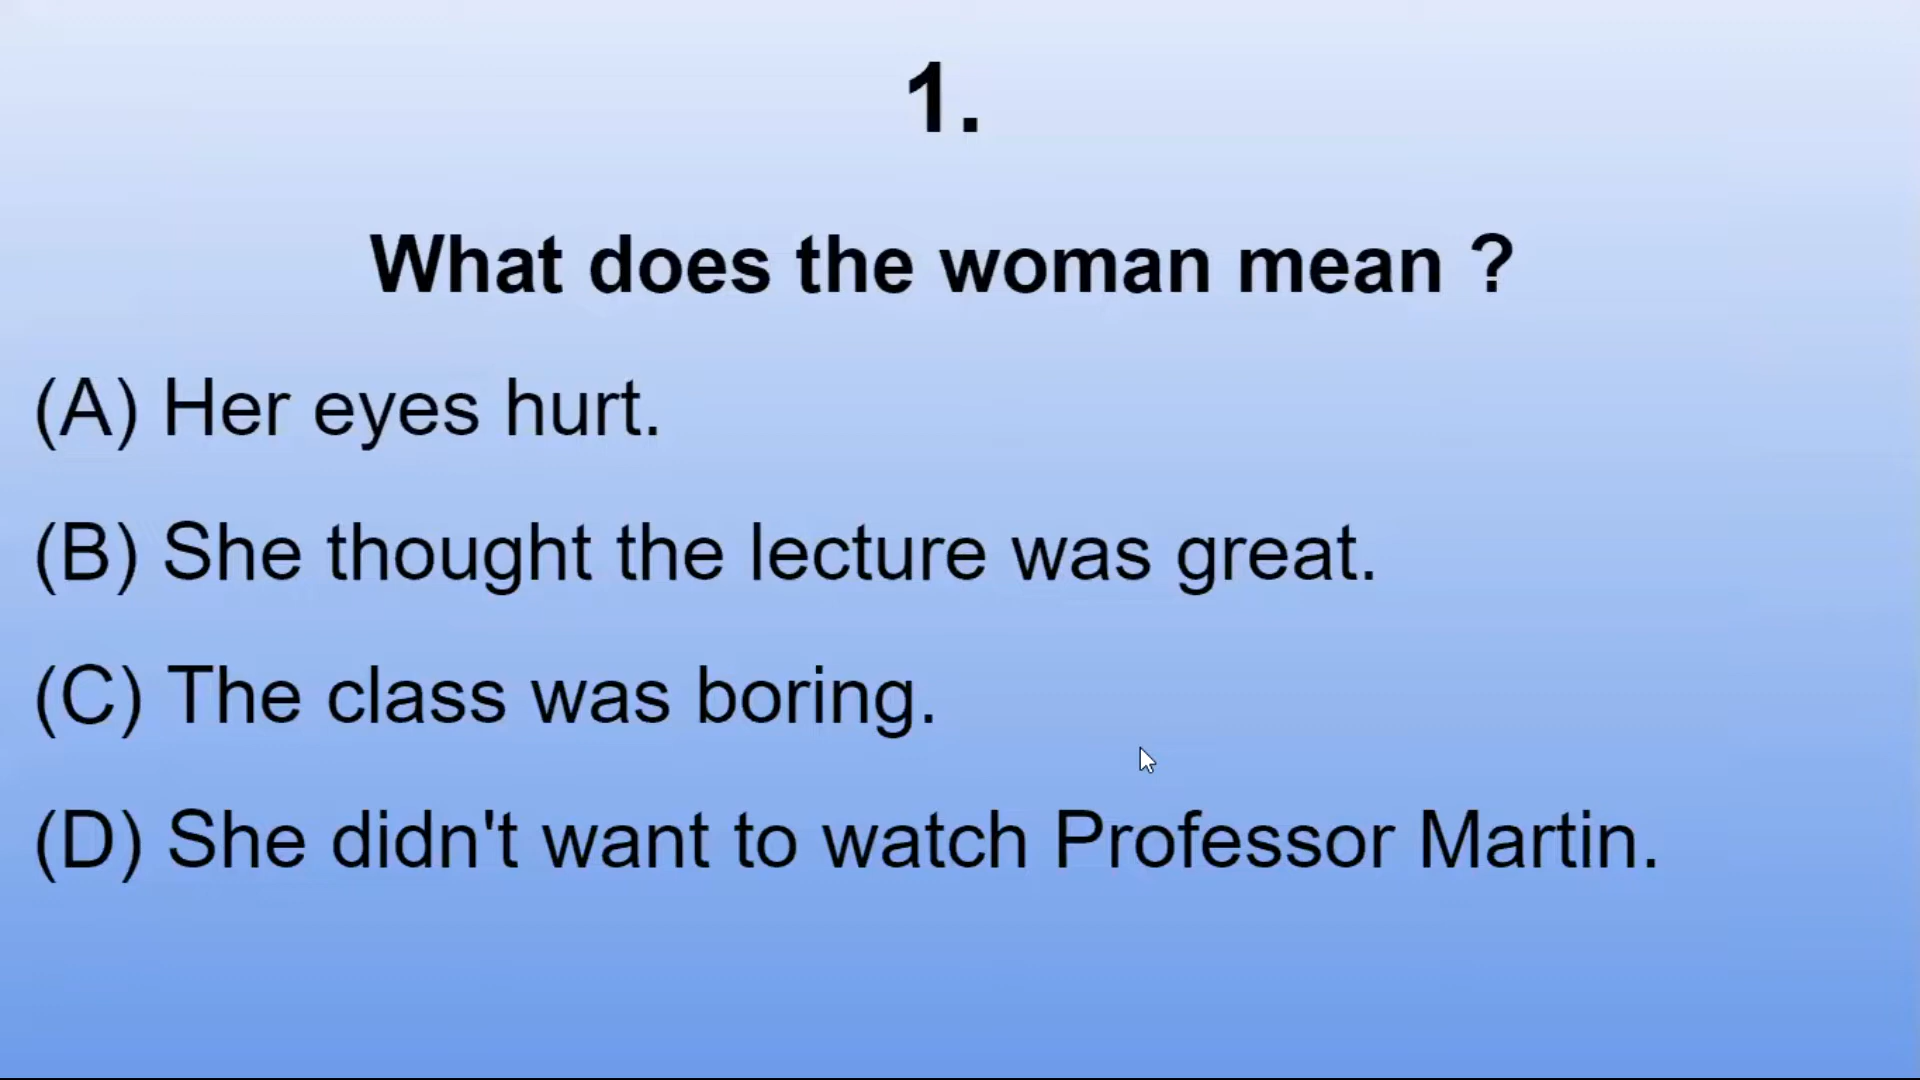 1.
What does the woman mean ?
(A) Her eyes hurt.
(B) She thought the lecture was great.
(C) The class was boring.
(D) She didn't want to watch Professor Martin.